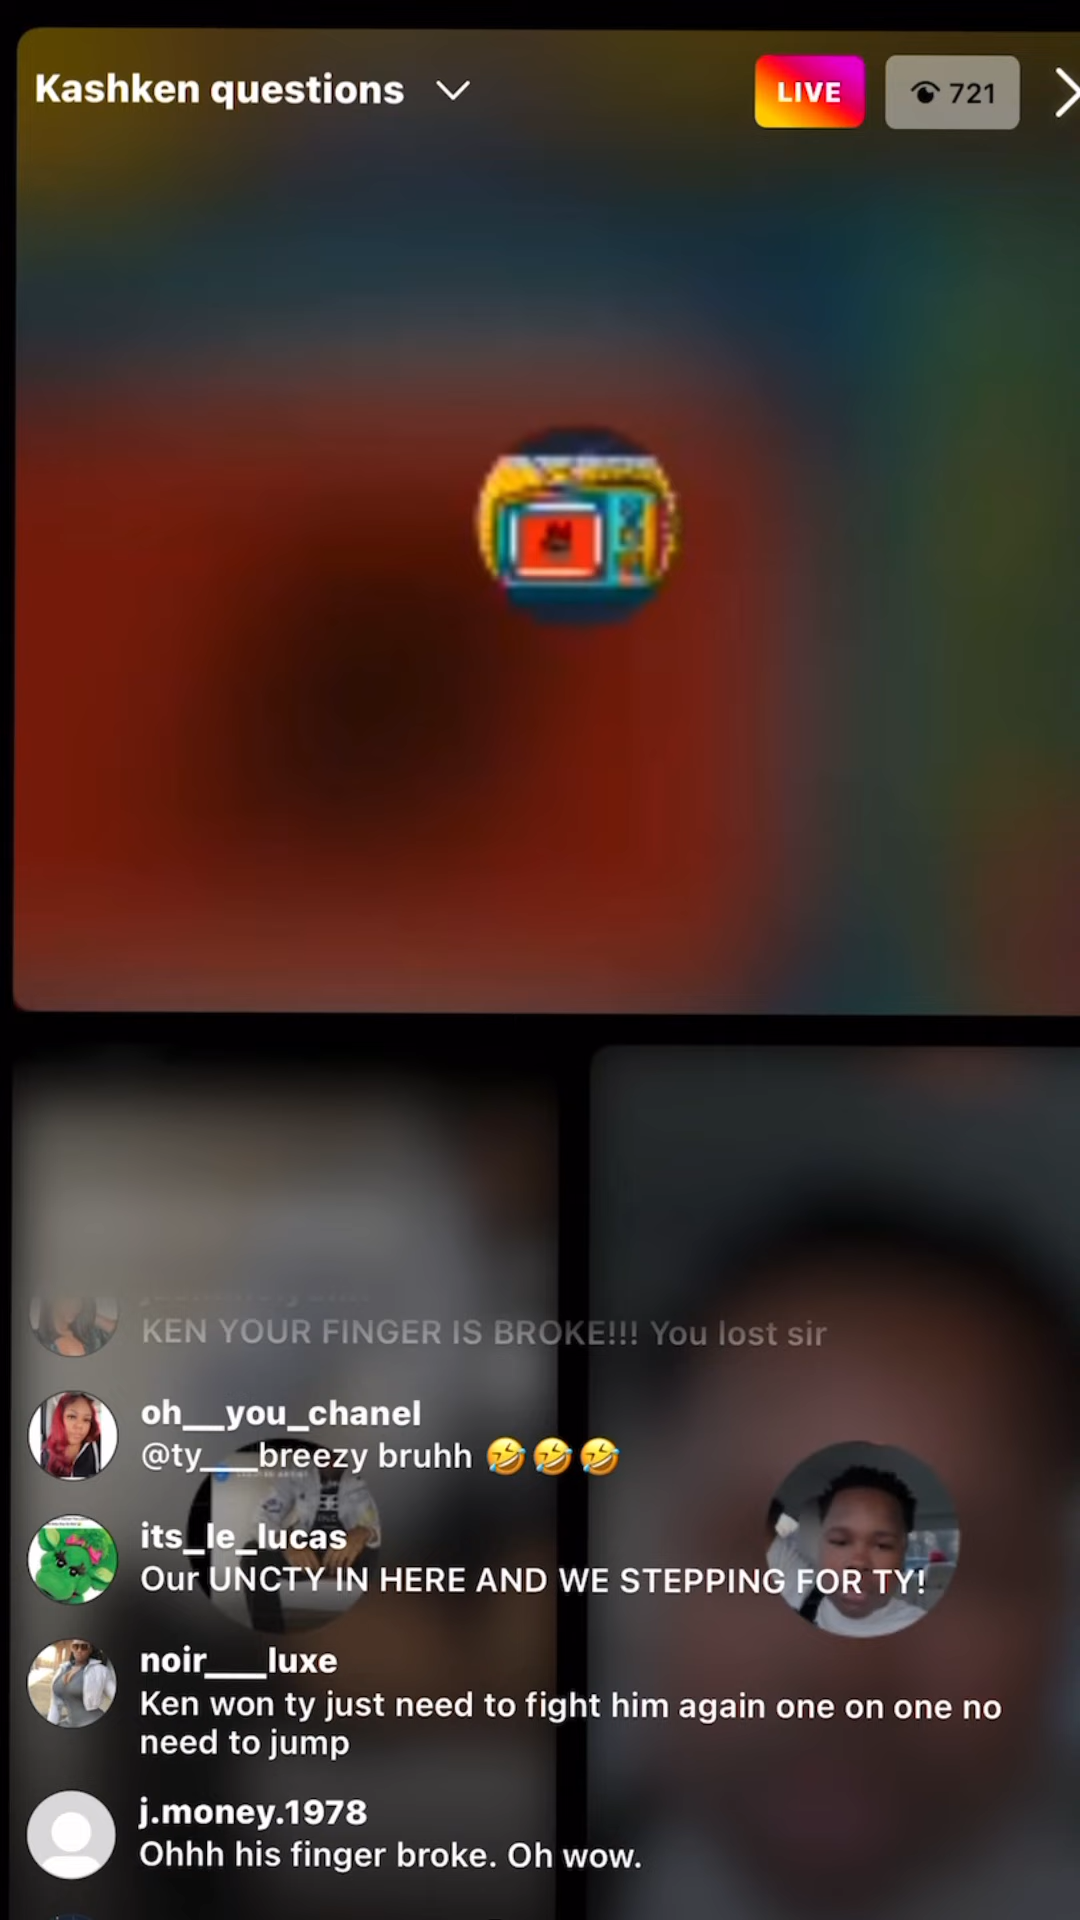 Kashken questions
LIVE
721
KEN YOUR FINGER IS BROKE!!! You lost sir
oh__you_chanel
@ty___breezy bruhh 🤣🤣🤣
its_le_lucas
Our UNCTY IN HERE AND WE STEPPING FOR TY!
noir___luxe
Ken won ty just need to fight him again one on one no
need to jump
j.money.1978
Ohhh his finger broke. Oh wow.